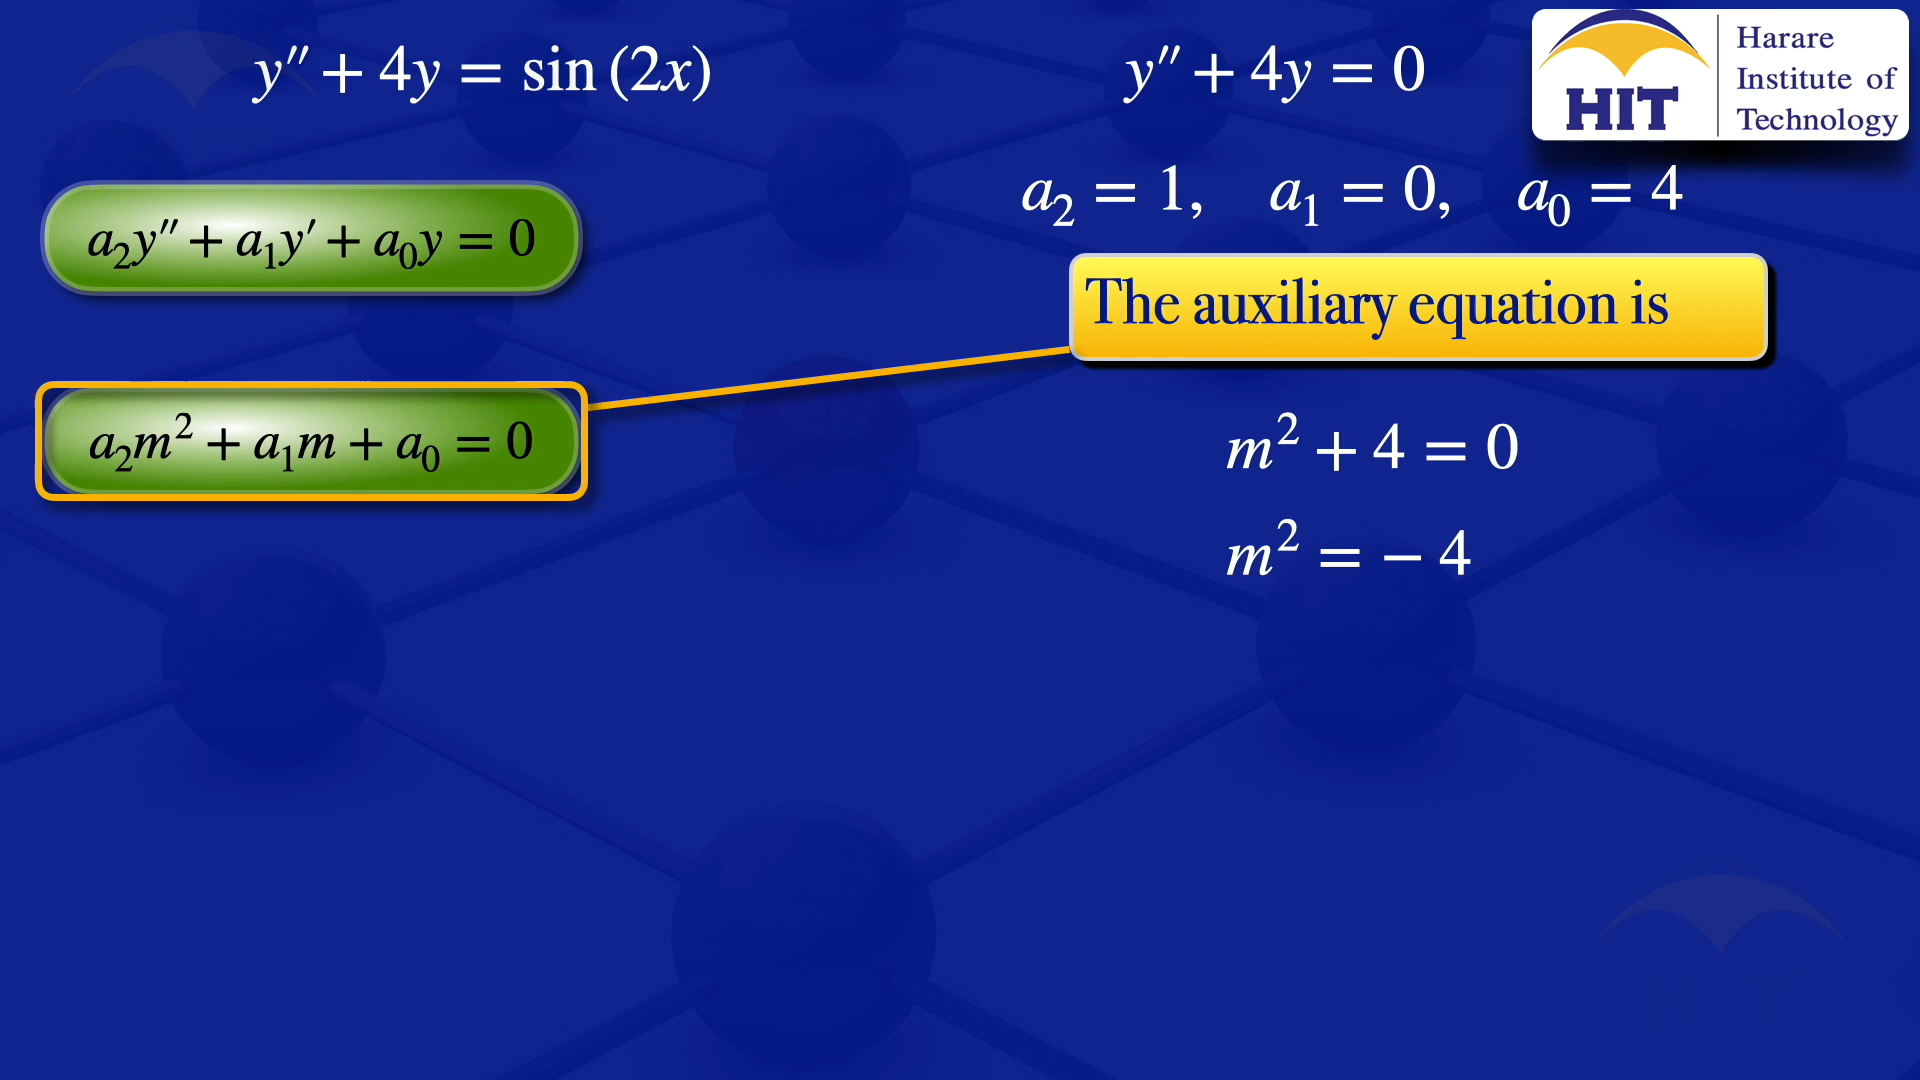 y″ + 4y = sin (2x)
a₂y″ + a₁y′ + a₀y = 0
a₂m² + a₁m + a₀ = 0
y″ + 4y = 0
a₂ = 1, a₁ = 0, a₀ = 4
The auxiliary equation is
m² + 4 = 0
m² = − 4
HIT
Harare
Institute of
Technology